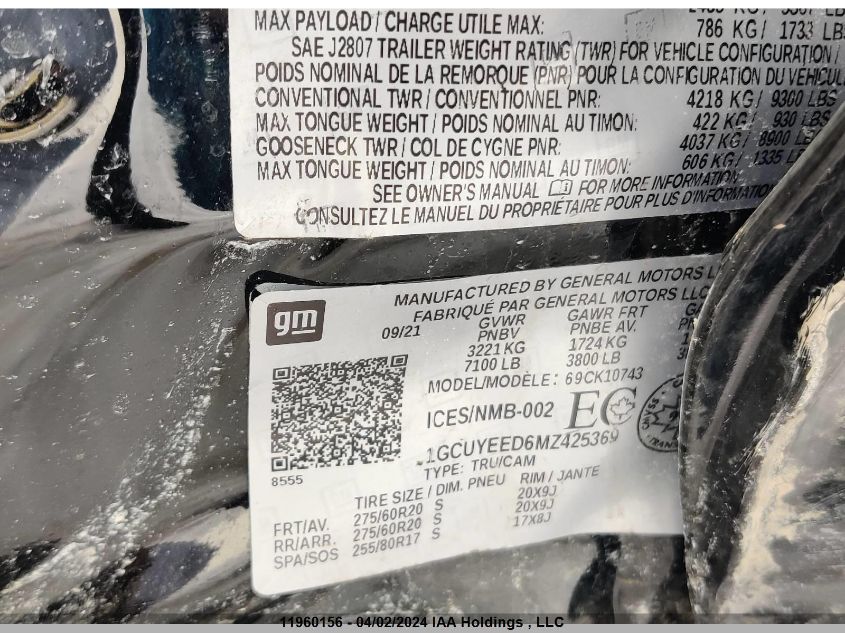 MAX PAYLOAD / CHARGE UTILE MAX: 786 KG / 1733 LBS
SAE J2807 TRAILER WEIGHT RATING (TWR) FOR VEHICLE CONFIGURATION /
POIDS NOMINAL DE LA REMORQUE (PNR) POUR LA CONFIGURATION DU VÉHICULE
CONVENTIONAL TWR / CONVENTIONNEL PNR: 4218 KG / 9300 LBS
MAX TONGUE WEIGHT / POIDS NOMINAL AU TIMON: 422 KG / 930 LBS
GOOSENECK TWR / COL DE CYGNE PNR: 4037 KG / 8900 LBS
MAX TONGUE WEIGHT / POIDS NOMINAL AU TIMON: 606 KG / 1335 LB
SEE OWNER'S MANUAL FOR MORE INFORMATION
CONSULTEZ LE MANUEL DU PROPRIÉTAIRE POUR PLUS D'INFORMATION
gm
MANUFACTURED BY GENERAL MOTORS
FABRIQUÉ PAR GENERAL MOTORS LLC
09/21 GVWR GAWR FRT
PNBV PNBE AV.
3221 KG 1724 KG
7100 LB 3800 LB
MODEL/MODÈLE: 69CK10743
ICES/NMB-002 EC
1GCUYEED6MZ425369
TYPE: TRU/CAM
8555
TIRE SIZE / DIM. PNEU RIM / JANTE
FRT/AV. 275/60R20 S 20X9J
RR/ARR. 275/60R20 S 20X9J
SPA/SOS 255/80R17 S 17X8J
11960156 - 04/02/2024 IAA Holdings , LLC